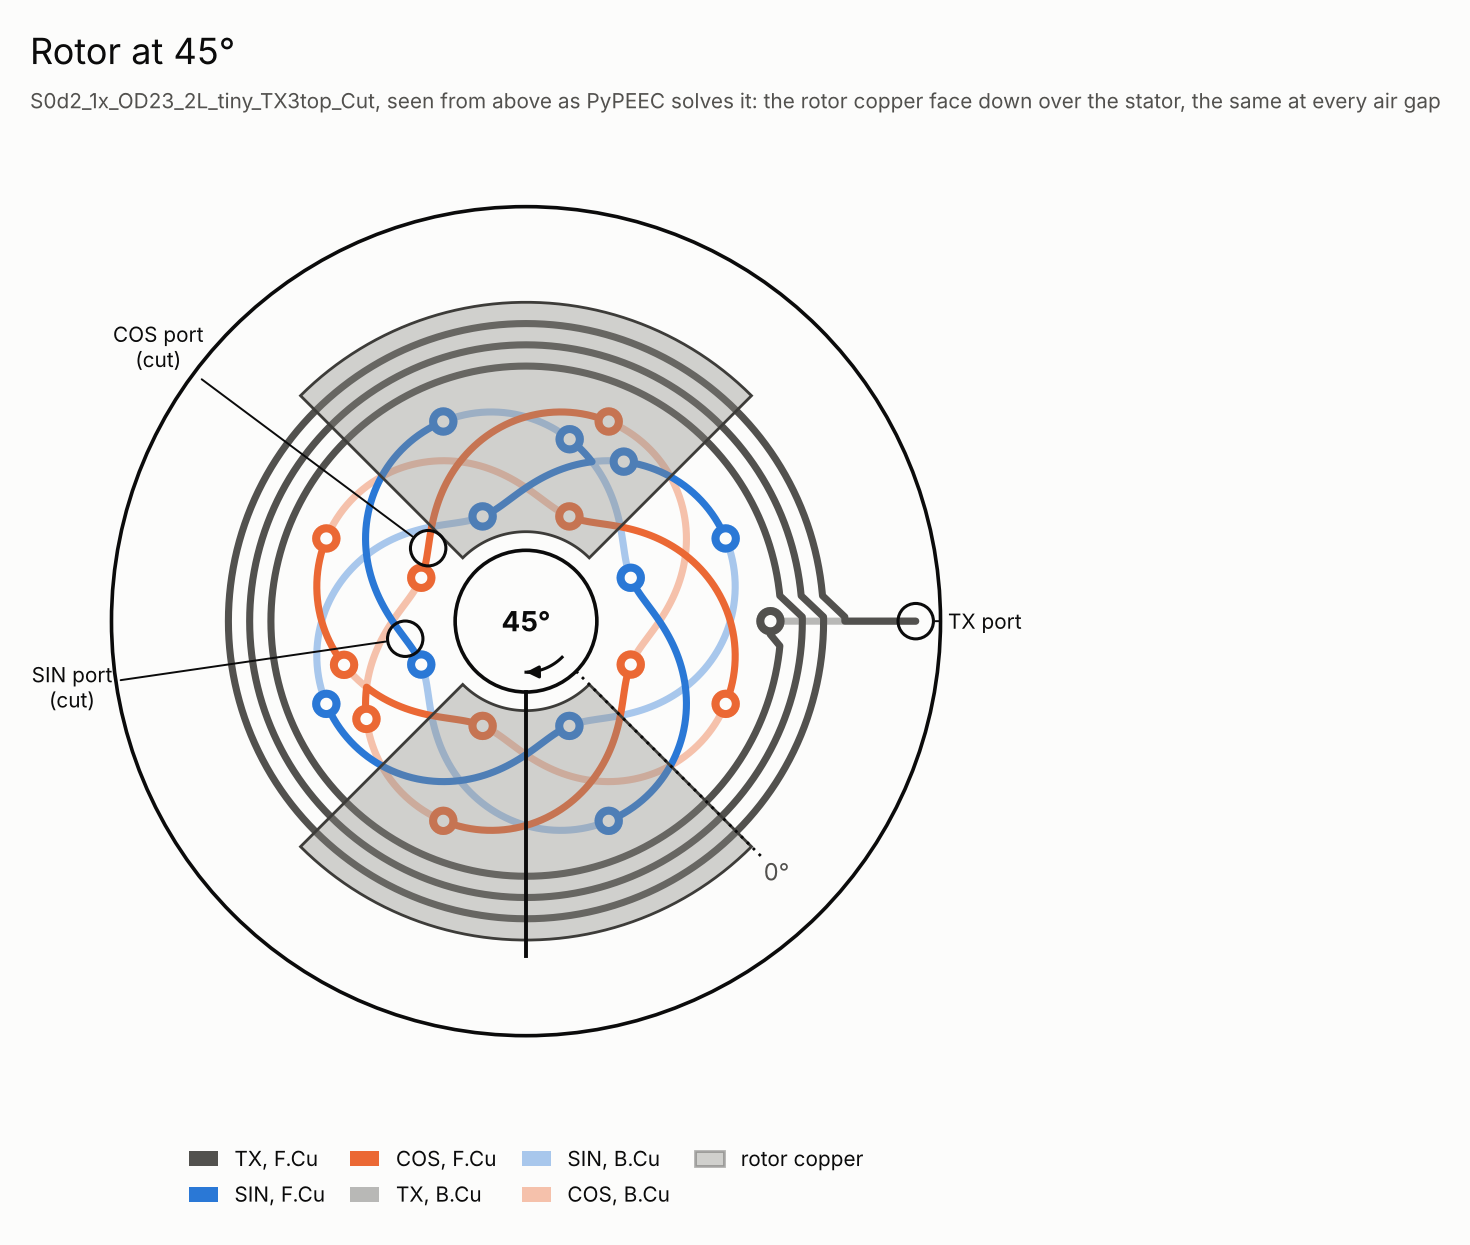 Rotor at 45°
S0d2_1x_OD23_2L_tiny_TX3top_Cut, seen from above as PyPEEC solves it: the rotor copper face down over the stator, the same at every air gap
COS port
(cut)
45°
TX port
SIN port
(cut)
0°
TX, F.Cu
COS, F.Cu
SIN, B.Cu
rotor copper
SIN, F.Cu
TX, B.Cu
COS, B.Cu